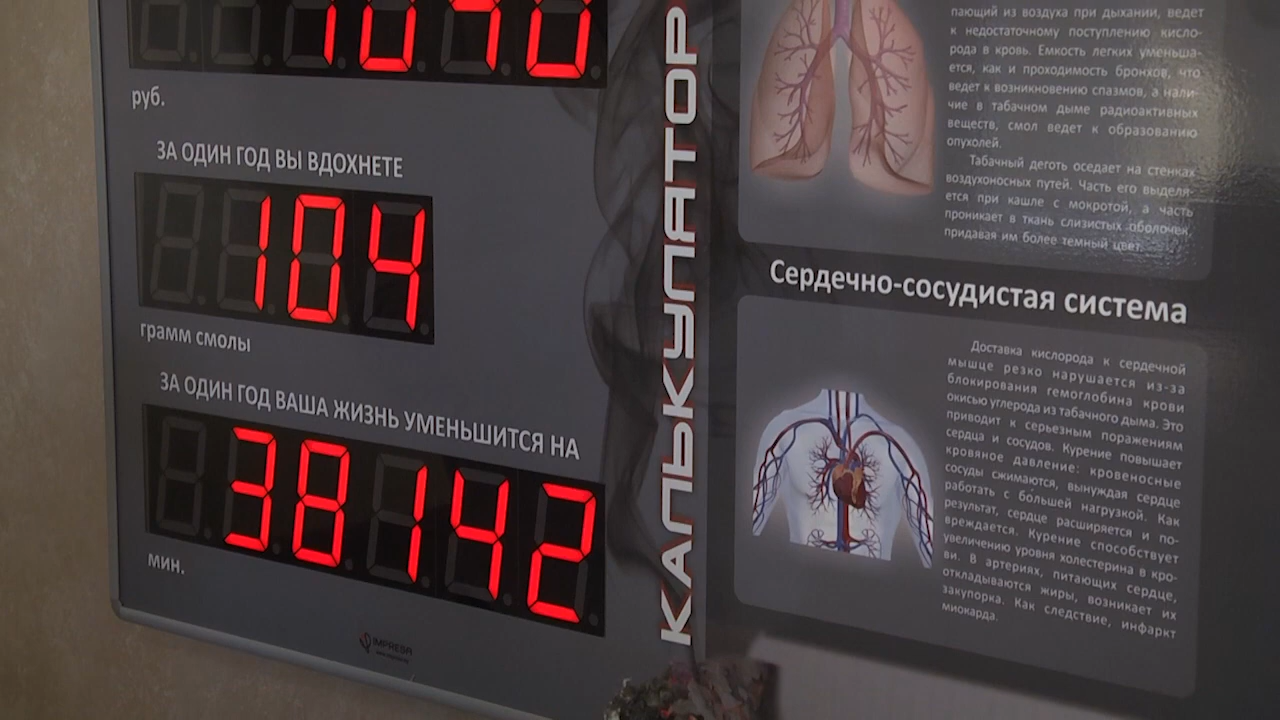 1040
руб.
ЗА ОДИН ГОД ВЫ ВДОХНЕТЕ
104
грамм смолы
ЗА ОДИН ГОД ВАША ЖИЗНЬ УМЕНЬШИТСЯ НА
38142
мин.
IMPRESA
КАЛЬКУЛЯТОР
пающий из воздуха при дыхании, ведет
к недостаточному поступлению кисло-
рода в кровь. Емкость легких уменьша-
ется, как и проходимость бронхов, что
ведет к возникновению спазмов, а нали-
чие в табачном дыме радиоактивных
веществ, смол ведет к образованию
опухолей.
Табачный деготь оседает на стенках
воздухоносных путей. Часть его выделя-
ется при кашле с мокротой, а часть
проникает в ткань слизистых оболочек,
придавая им более темный цвет.
Сердечно-сосудистая система
Доставка кислорода к сердечной
мышце резко нарушается из-за
блокирования гемоглобина крови
окисью углерода из табачного дыма. Это
приводит к серьезным поражениям
сердца и сосудов. Курение повышает
кровяное давление: кровеносные
сосуды сжимаются, вынуждая сердце
работать с большей нагрузкой. Как
результат, сердце расширяется и по-
вреждается. Курение способствует
увеличению уровня холестерина в кро-
ви. В артериях, питающих сердце,
откладываются жиры, возникает их
закупорка. Как следствие, инфаркт
миокарда.